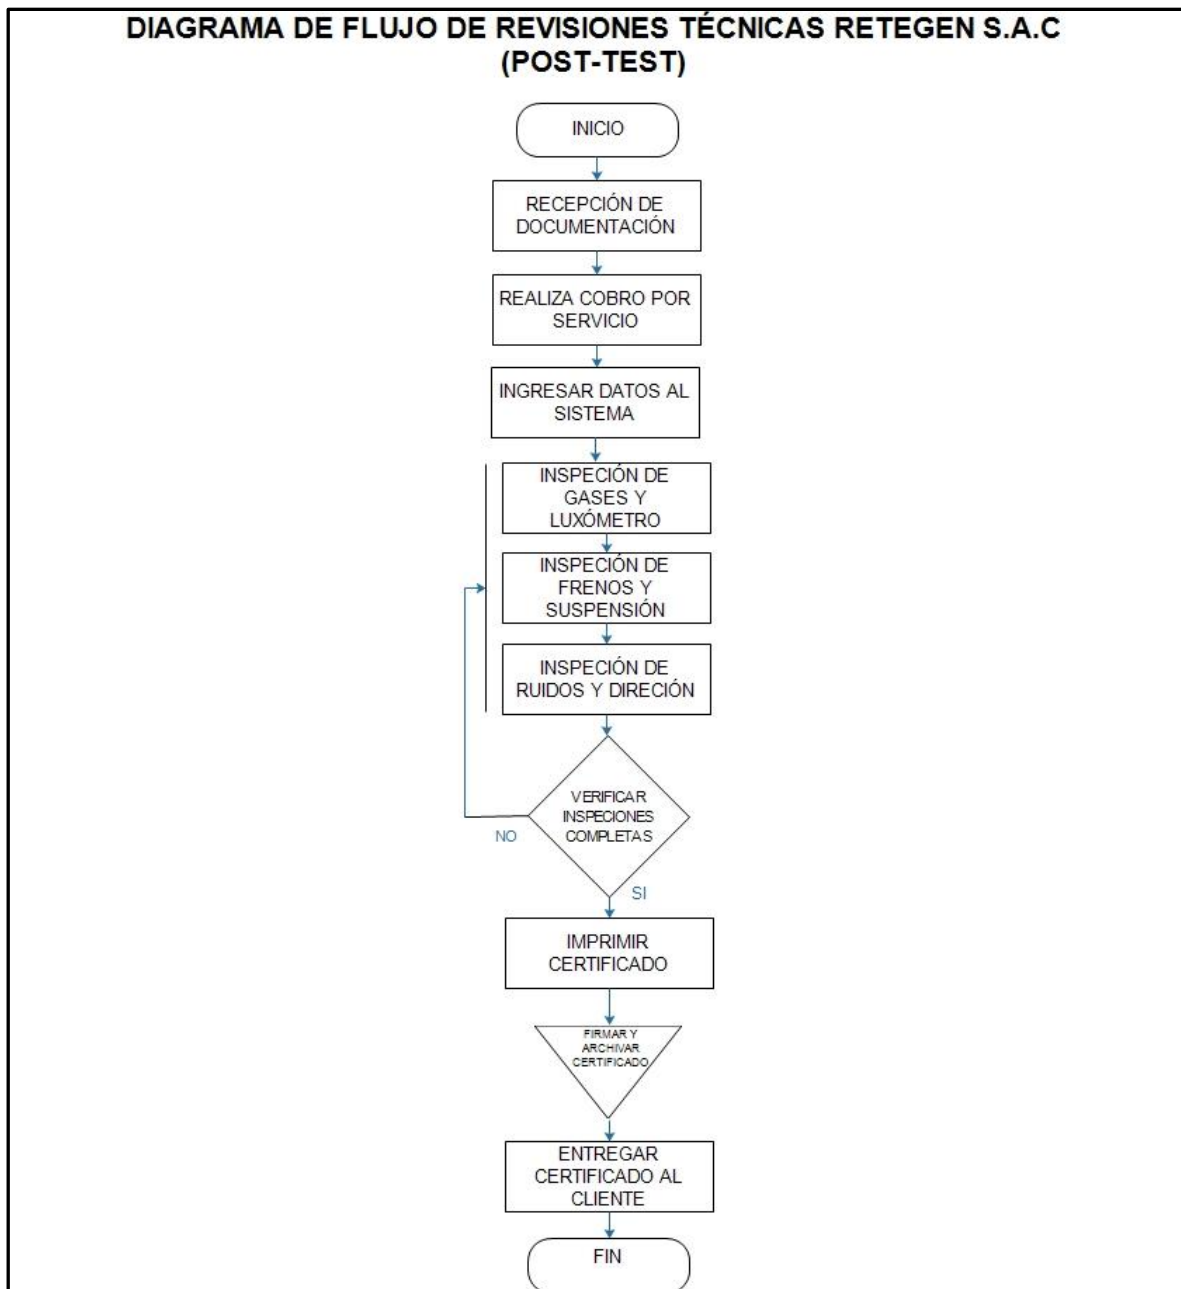 DIAGRAMA DE FLUJO DE REVISIONES TÉCNICAS RETEGEN S.A.C
(POST-TEST)
INICIO
RECEPCIÓN DE
DOCUMENTACIÓN
REALIZA COBRO POR
SERVICIO
INGRESAR DATOS AL
SISTEMA
INSPECIÓN DE
GASES Y
LUXÓMETRO
INSPECIÓN DE
FRENOS Y
SUSPENSIÓN
INSPECIÓN DE
RUIDOS Y DIRECIÓN
VERIFICAR
INSPECIONES
COMPLETAS
NO
SI
IMPRIMIR
CERTIFICADO
FIRMAR Y
ARCHIVAR
CERTIFICADO
ENTREGAR
CERTIFICADO AL
CLIENTE
FIN